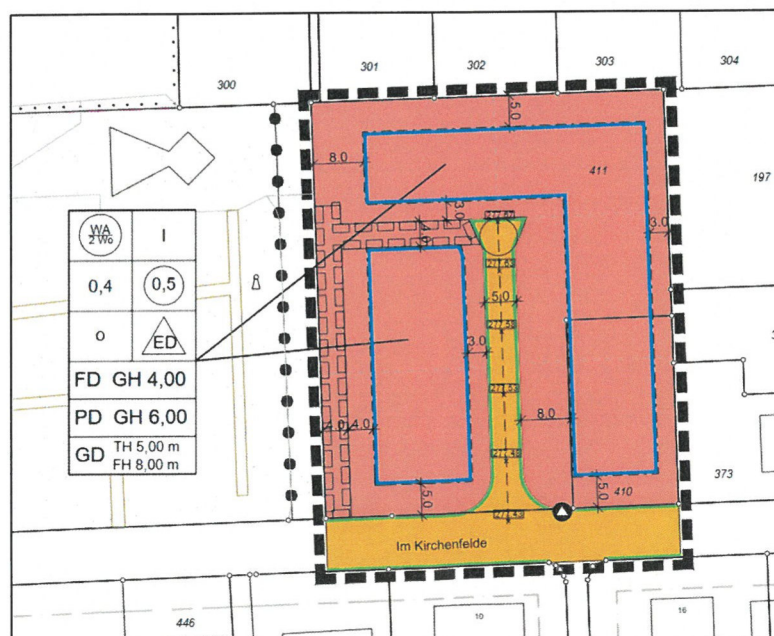 301
302
303
304
300
5.0
8.0
411
197
3.0
3.0
WA
2 Wo
I
4.0
0,4
0,5
5.0
o
ED
3.0
FD GH 4,00
PD GH 6,00
8.0
GD TH 5,00 m
FH 8,00 m
4.0
4.0
373
5.0
5.0
410
Im Kirchenfelde
446
10
16